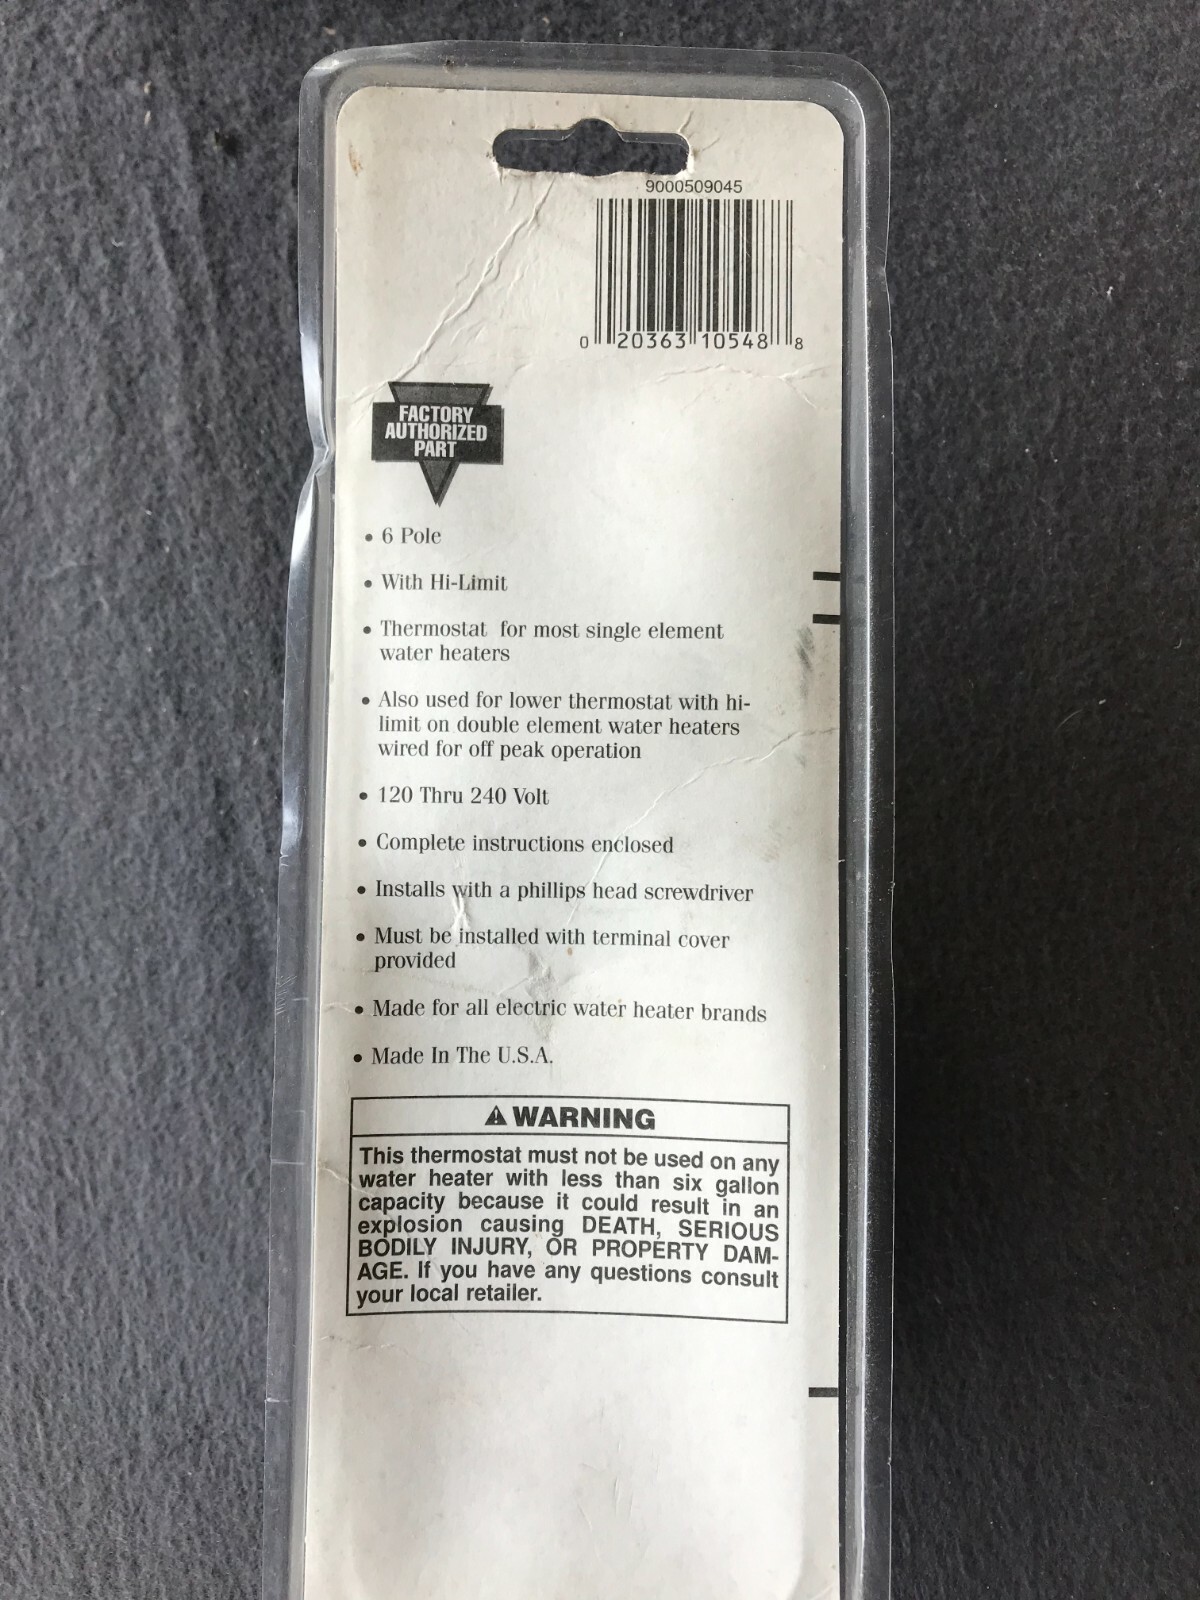 9000509045
0 20363 10548 8
FACTORY
AUTHORIZED
PART
• 6 Pole
• With Hi-Limit
• Thermostat for most single element
water heaters
• Also used for lower thermostat with hi-
limit on double element water heaters
wired for off peak operation
• 120 Thru 240 Volt
• Complete instructions enclosed
• Installs with a phillips head screwdriver
• Must be installed with terminal cover
provided
• Made for all electric water heater brands
• Made In The U.S.A.
⚠ WARNING
This thermostat must not be used on any
water heater with less than six gallon
capacity because it could result in an
explosion causing DEATH, SERIOUS
BODILY INJURY, OR PROPERTY DAM-
AGE. If you have any questions consult
your local retailer.